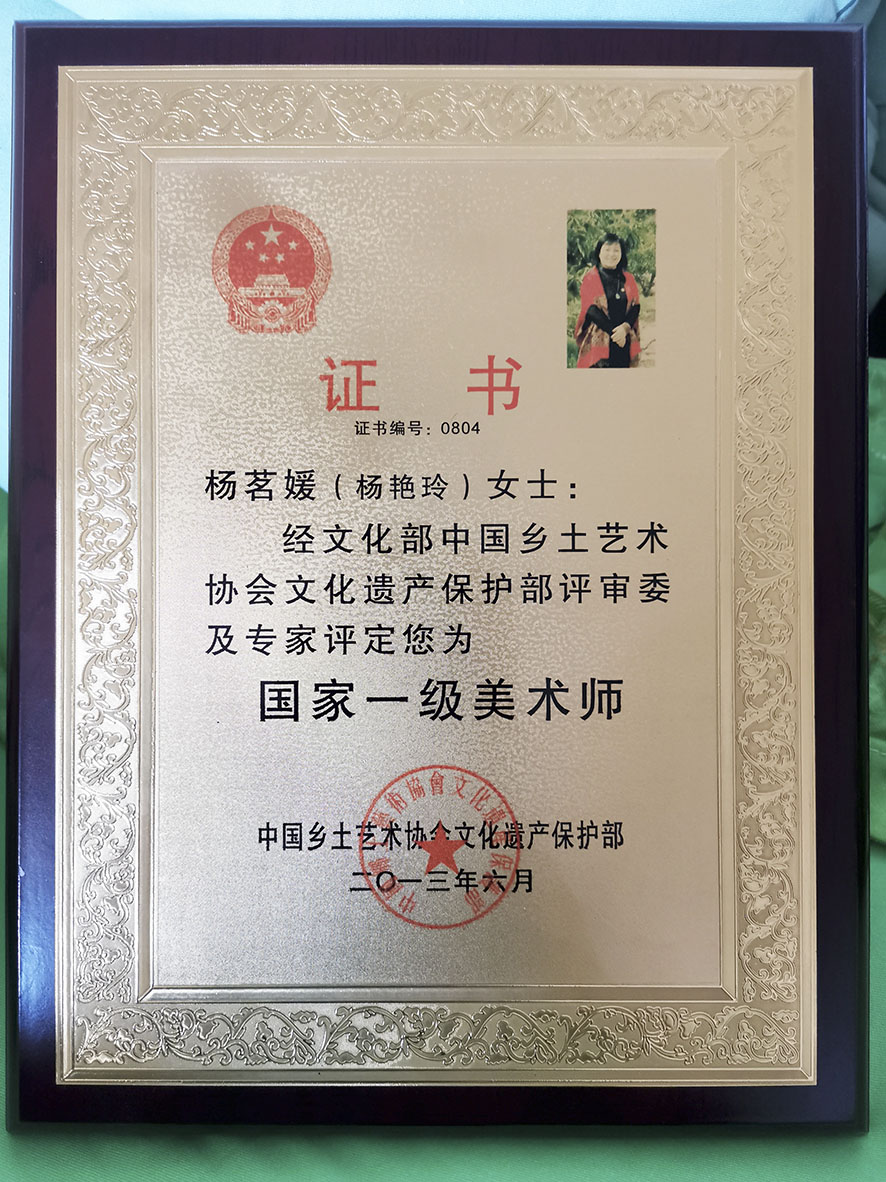 证 书
证书编号：0804
杨茗媛（杨艳玲）女士：
经文化部中国乡土艺术
协会文化遗产保护部评审委
及专家评定您为
国家一级美术师
中国乡土艺术协会文化遗产保护部
二〇一三年六月